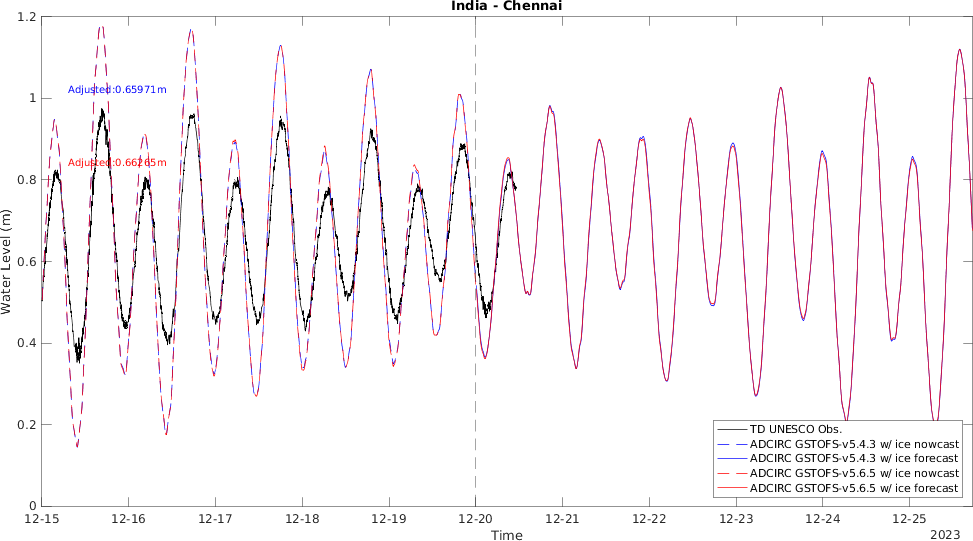 India - Chennai
1.2
Adjusted:0.65971m
1
Adjusted:0.66265m
0.8
0.6
0.4
0.2
0
Water Level (m)
TD UNESCO Obs.
ADCIRC GSTOFS-v5.4.3 w/ ice nowcast
ADCIRC GSTOFS-v5.4.3 w/ ice forecast
ADCIRC GSTOFS-v5.6.5 w/ ice nowcast
ADCIRC GSTOFS-v5.6.5 w/ ice forecast
12-15 12-16 12-17 12-18 12-19 12-20 12-21 12-22 12-23 12-24 12-25
Time
2023